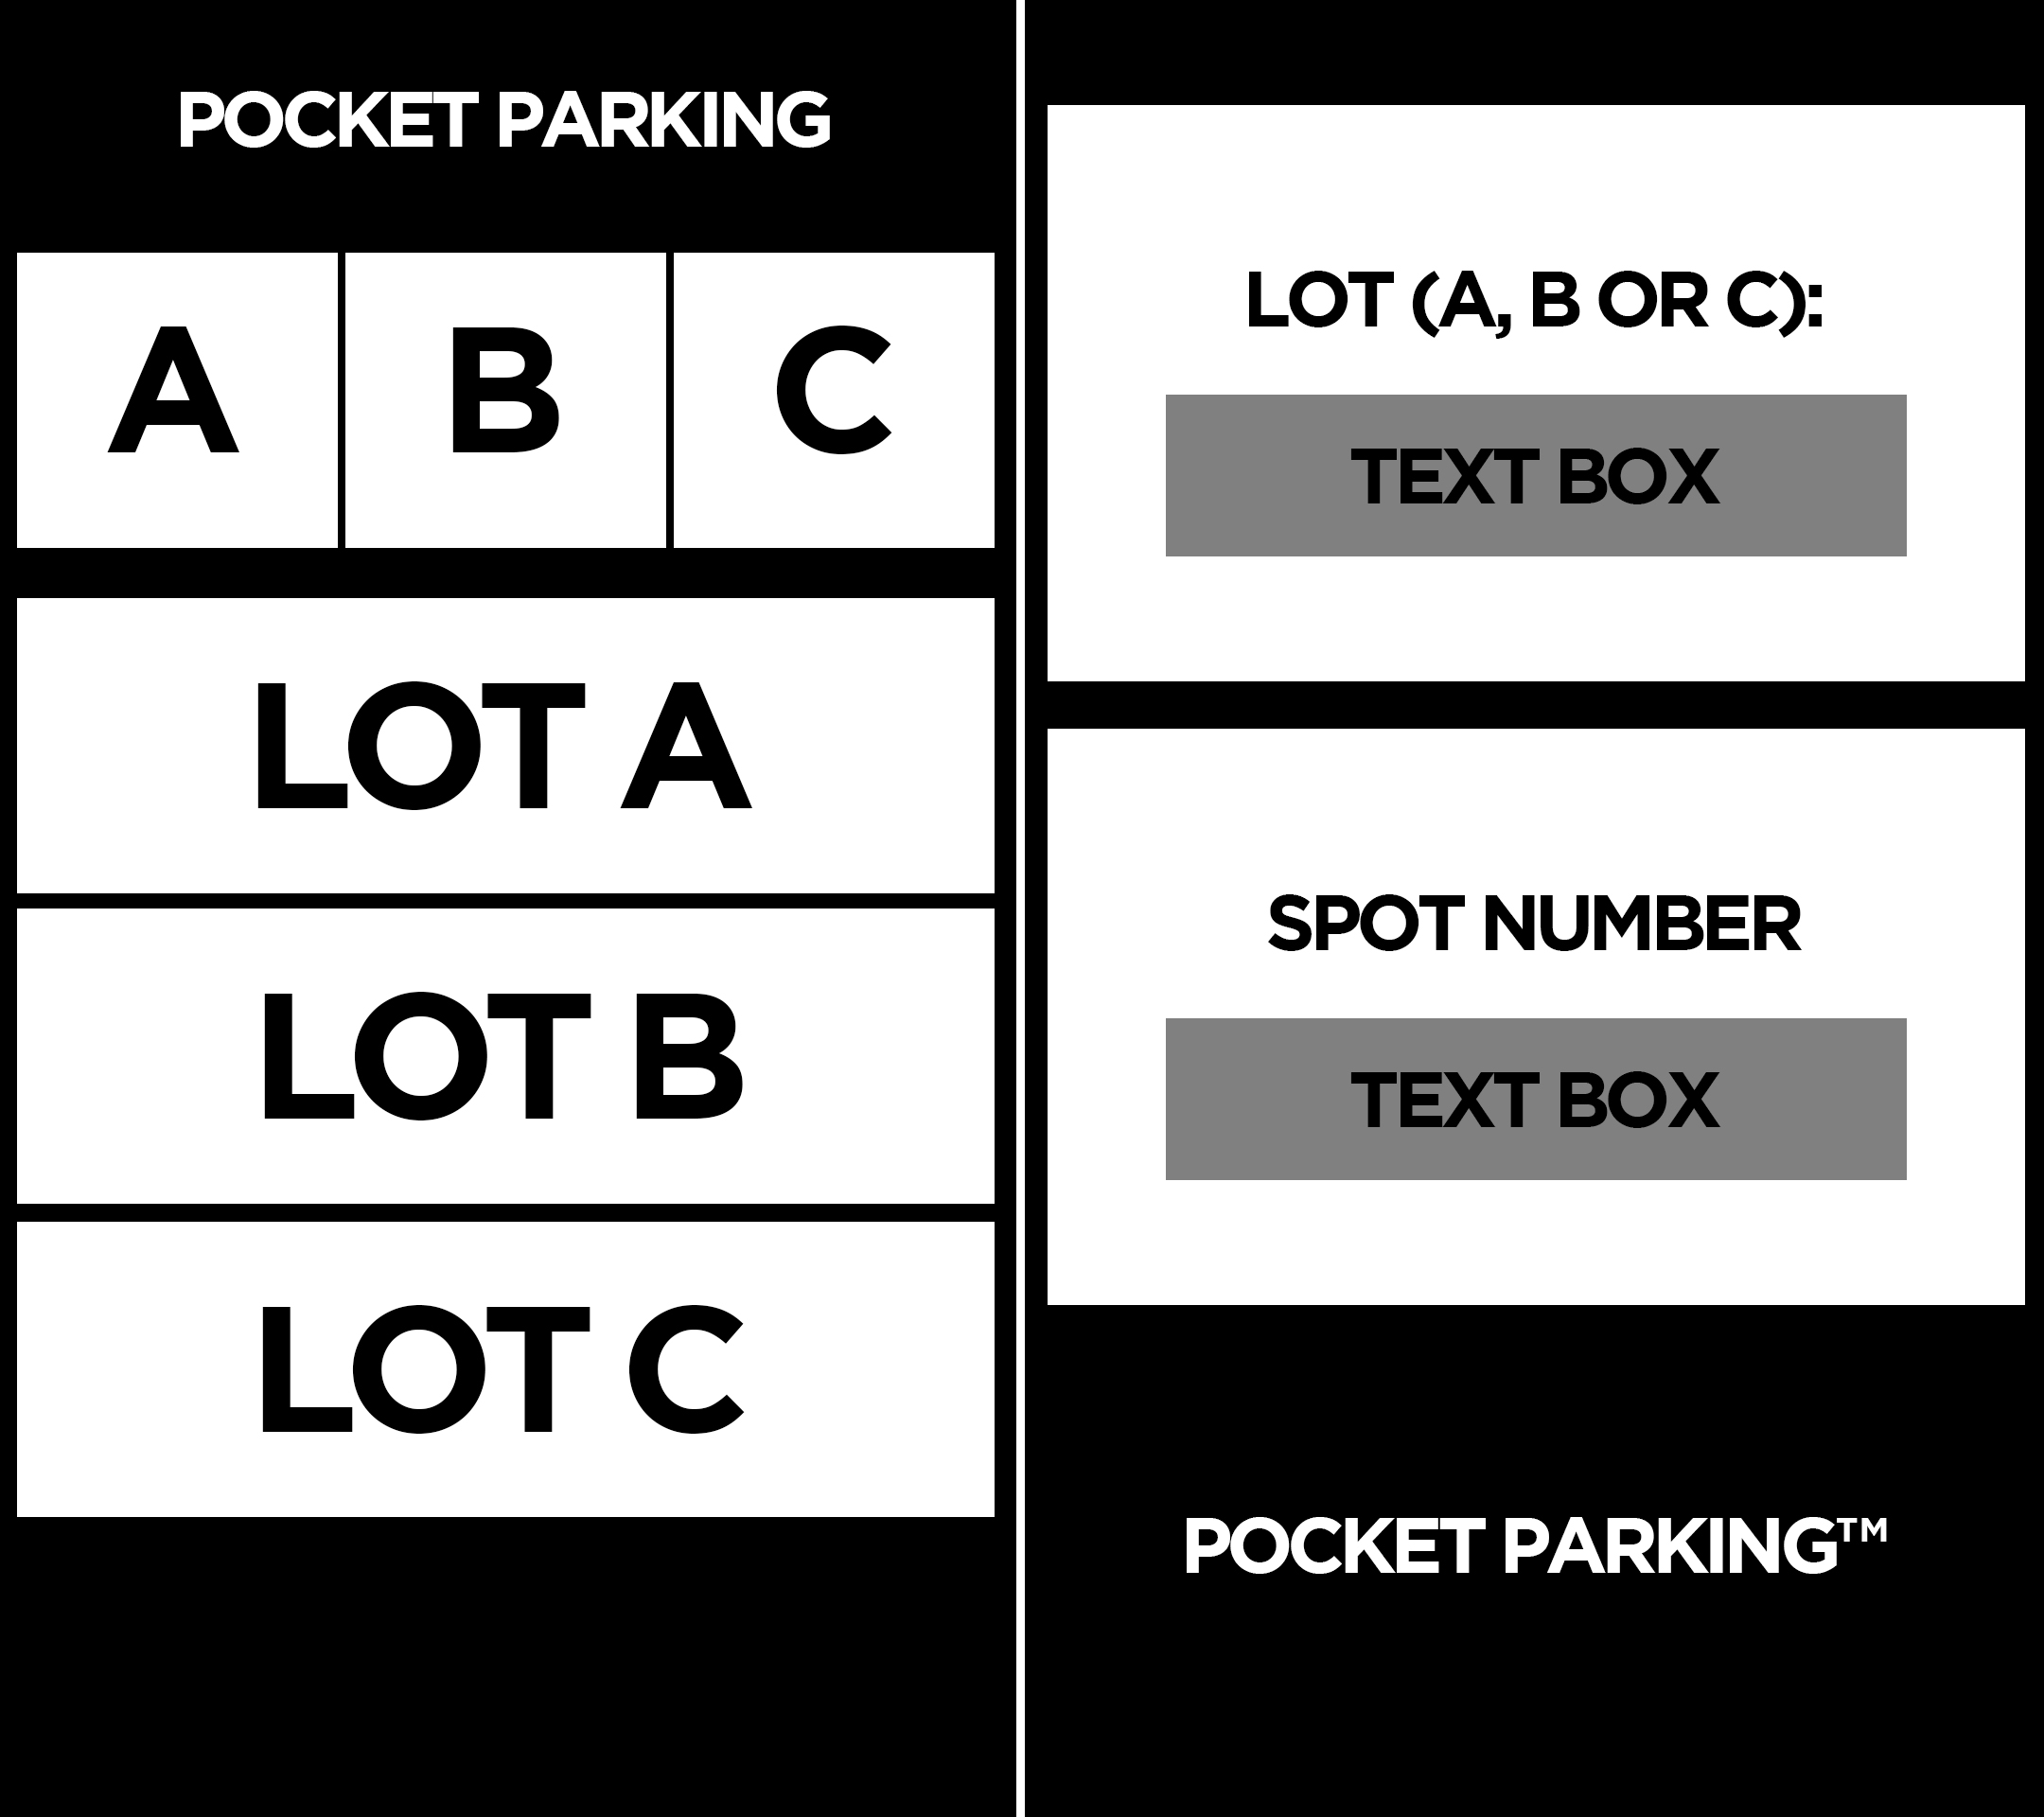 POCKET PARKING
A B C
LOT A
LOT B
LOT C
LOT (A, B OR C):
TEXT BOX
SPOT NUMBER
TEXT BOX
POCKET PARKING™